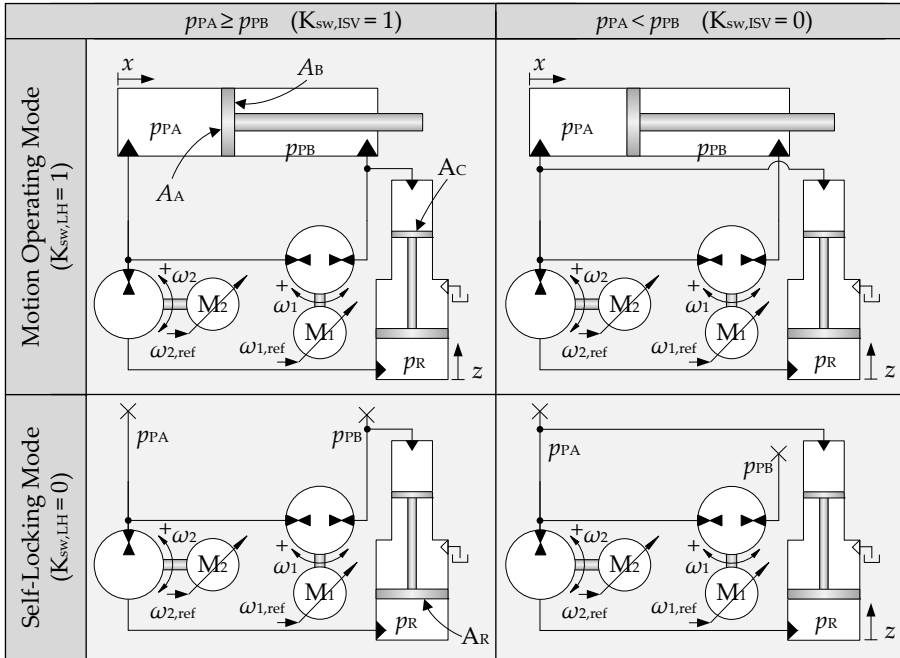 pPA ≥ pPB (Ksw,ISV = 1)
pPA < pPB (Ksw,ISV = 0)
Motion Operating Mode
(Ksw,LH = 1)
x
AB
pPA
pPB
AA
AC
+
ω2
M2
ω2,ref
+
ω1
M1
ω1,ref
pR
z
x
pPA
pPB
+
ω2
M2
ω2,ref
+
ω1
M1
ω1,ref
pR
z
Self-Locking Mode
(Ksw,LH = 0)
pPA
pPB
+
ω2
M2
ω2,ref
+
ω1
M1
ω1,ref
pR
AR
pPA
pPB
+
ω2
M2
ω2,ref
+
ω1
M1
ω1,ref
pR
z